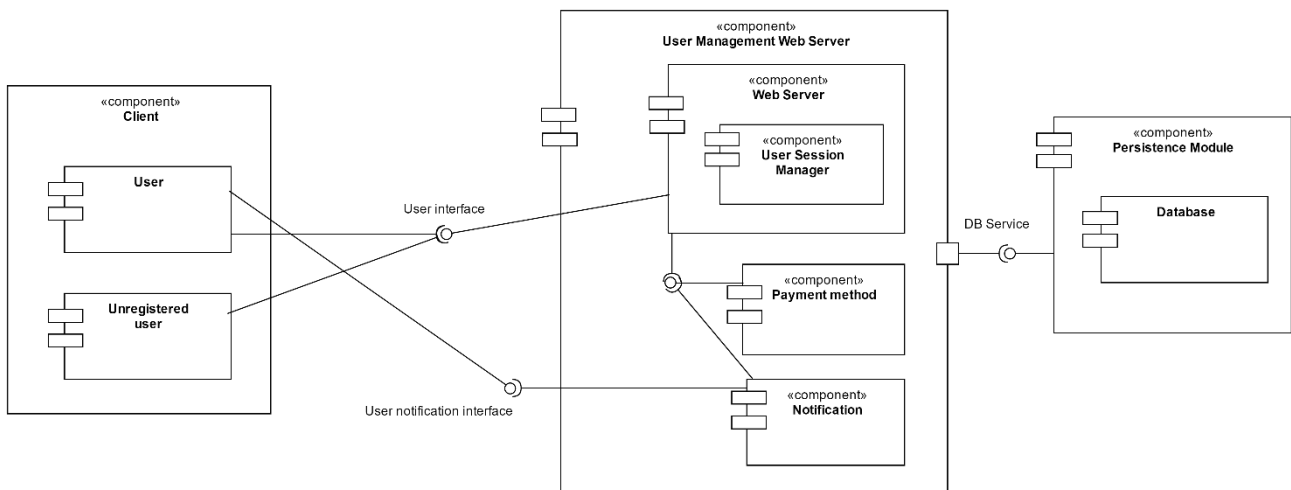 «component»
Client
User
Unregistered
user
User interface
User notification interface
«component»
User Management Web Server
«component»
Web Server
«component»
User Session
Manager
«component»
Payment method
«component»
Notification
DB Service
«component»
Persistence Module
Database